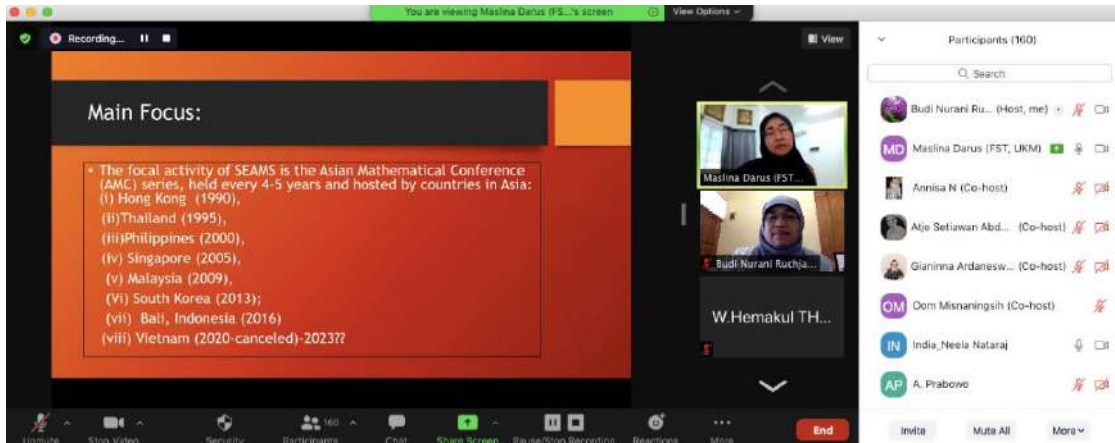 You are viewing Maslina Darus (FS...'s screen
View Options
Recording...
View
Main Focus:
• The focal activity of SEAMS is the Asian Mathematical Conference
(AMC) series, held every 4-5 years and hosted by countries in Asia:
(i) Hong Kong (1990),
(ii)Thailand (1995),
(iii)Philippines (2000),
(iv) Singapore (2005),
(v) Malaysia (2009),
(Vi) South Korea (2013);
(vii) Bali, Indonesia (2016)
(viii) Vietnam (2020-canceled)-2023??
Maslina Darus (FST...
Budi Nurani Ruchja...
W.Hemakul TH...
Participants (160)
Search
Budi Nurani Ru... (Host, me)
MD Maslina Darus (FST, UKM)
Annisa N (Co-host)
Atje Setiawan Abd... (Co-host)
Gianinna Ardanesw... (Co-host)
OM Oom Misnaningsih (Co-host)
IN India_Neela Nataraj
AP A. Prabowo
Unmute
Stop Video
Security
160
Participants
Chat
Share Screen
Pause/Stop Recording
Reactions
More
End
Invite
Mute All
More